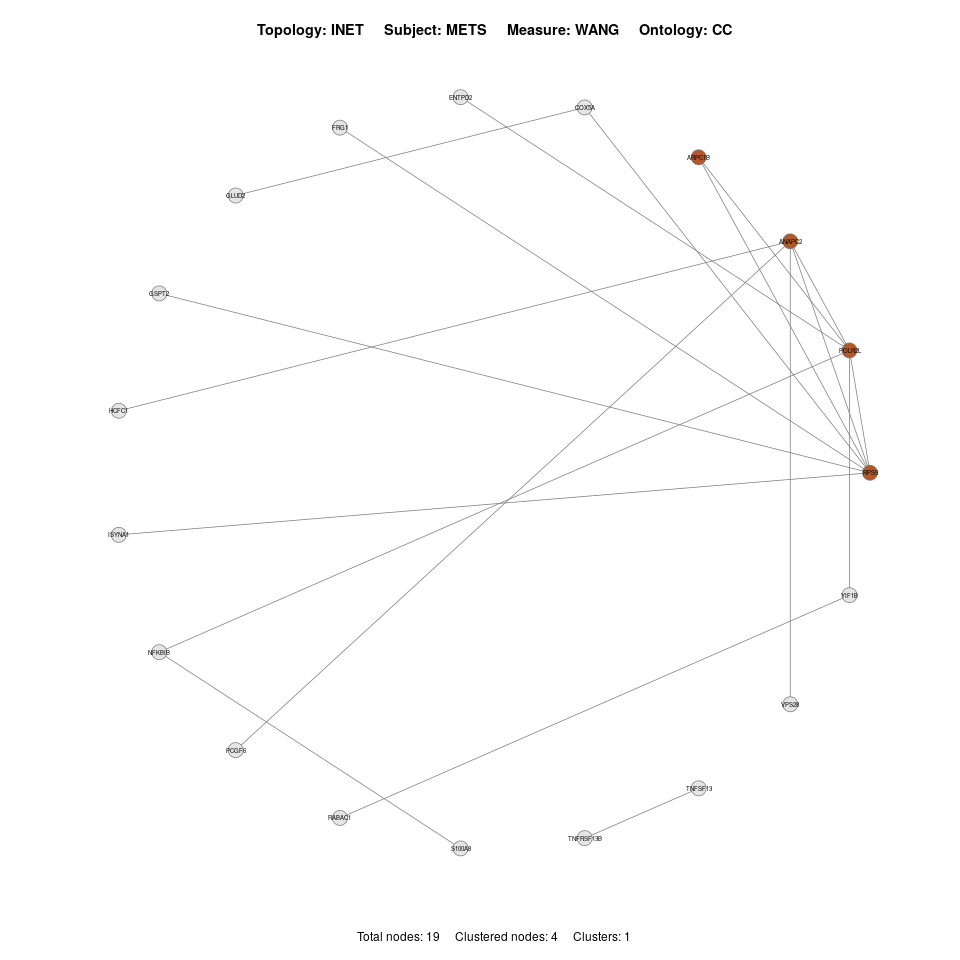 Topology: INET Subject: METS Measure: WANG Ontology: CC
ENTPD2
COX5A
FRG1
ARPC1B
GLUD2
ANAPC2
GSPT2
POLR2L
HCFC1
RPS6
ISYNA1
YIF1B
NFKBIB
VPS28
PCGF6
TNFSF13
RABAC1
TNFRSF13B
S100A8
Total nodes: 19 Clustered nodes: 4 Clusters: 1